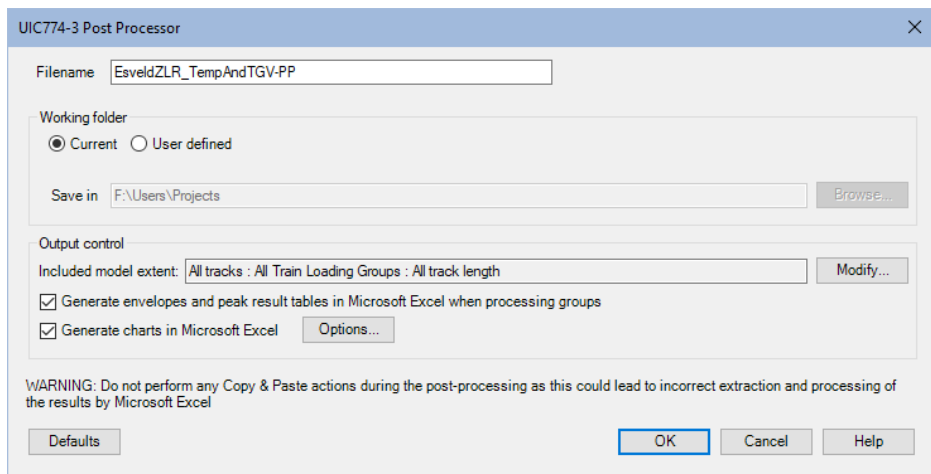 UIC774-3 Post Processor
Filename EsveldZLR_TempAndTGV-PP
Working folder
Current User defined
Save in F:\Users\Projects Browse...
Output control
Included model extent: All tracks : All Train Loading Groups : All track length Modify...
Generate envelopes and peak result tables in Microsoft Excel when processing groups
Generate charts in Microsoft Excel Options...
WARNING: Do not perform any Copy & Paste actions during the post-processing as this could lead to incorrect extraction and processing of
the results by Microsoft Excel
Defaults OK Cancel Help